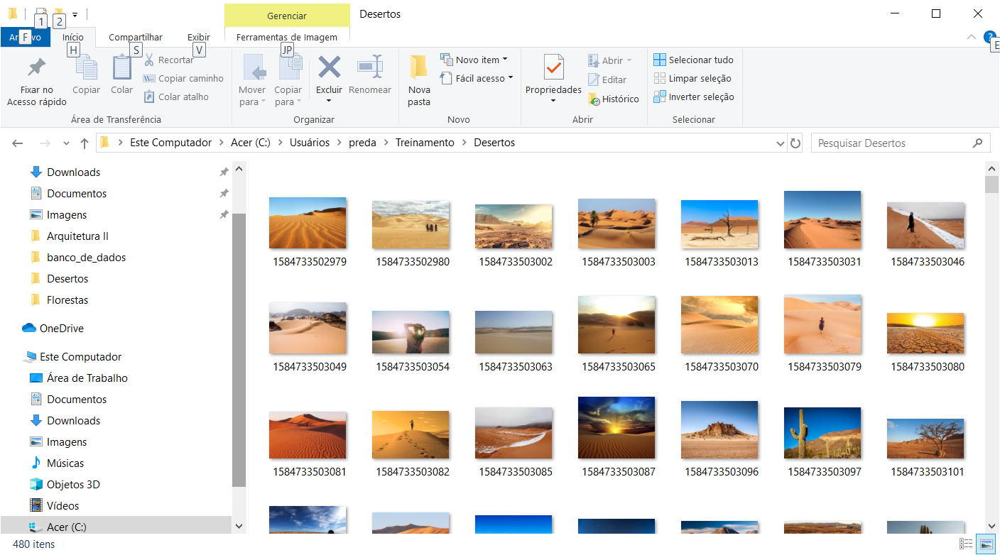 Gerenciar
Desertos
1
2
Arquivo
F
Início
Compartilhar
Exibir
Ferramentas de Imagem
H
S
V
JP
E
Fixar no
Acesso rápido
Copiar
Colar
Recortar
Copiar caminho
Colar atalho
Área de Transferência
Mover
para
Copiar
para
Excluir
Renomear
Organizar
Nova
pasta
Novo item
Fácil acesso
Novo
Propriedades
Abrir
Editar
Histórico
Abrir
Selecionar tudo
Limpar seleção
Inverter seleção
Selecionar
Este Computador
Acer (C:)
Usuários
preda
Treinamento
Desertos
Pesquisar Desertos
Downloads
Documentos
Imagens
Arquitetura II
banco_de_dados
Desertos
Florestas
OneDrive
Este Computador
Área de Trabalho
Documentos
Downloads
Imagens
Músicas
Objetos 3D
Vídeos
Acer (C:)
1584733502979
1584733502980
1584733503002
1584733503003
1584733503013
1584733503031
1584733503046
1584733503049
1584733503054
1584733503063
1584733503065
1584733503070
1584733503079
1584733503080
1584733503081
1584733503082
1584733503085
1584733503087
1584733503096
1584733503097
1584733503101
480 itens